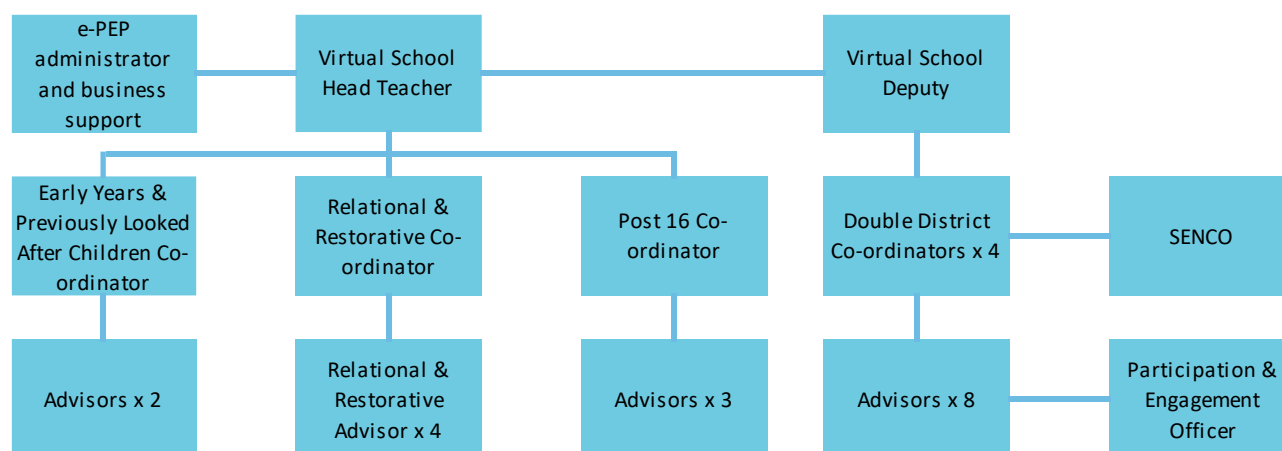 e-PEP
administrator
and business
support
Virtual School
Head Teacher
Virtual School
Deputy
Early Years &
Previously Looked
After Children Co-
ordinator
Relational &
Restorative Co-
ordinator
Post 16 Co-
ordinator
Double District
Co-ordinators x 4
SENCO
Advisors x 2
Relational &
Restorative
Advisor x 4
Advisors x 3
Advisors x 8
Participation &
Engagement
Officer